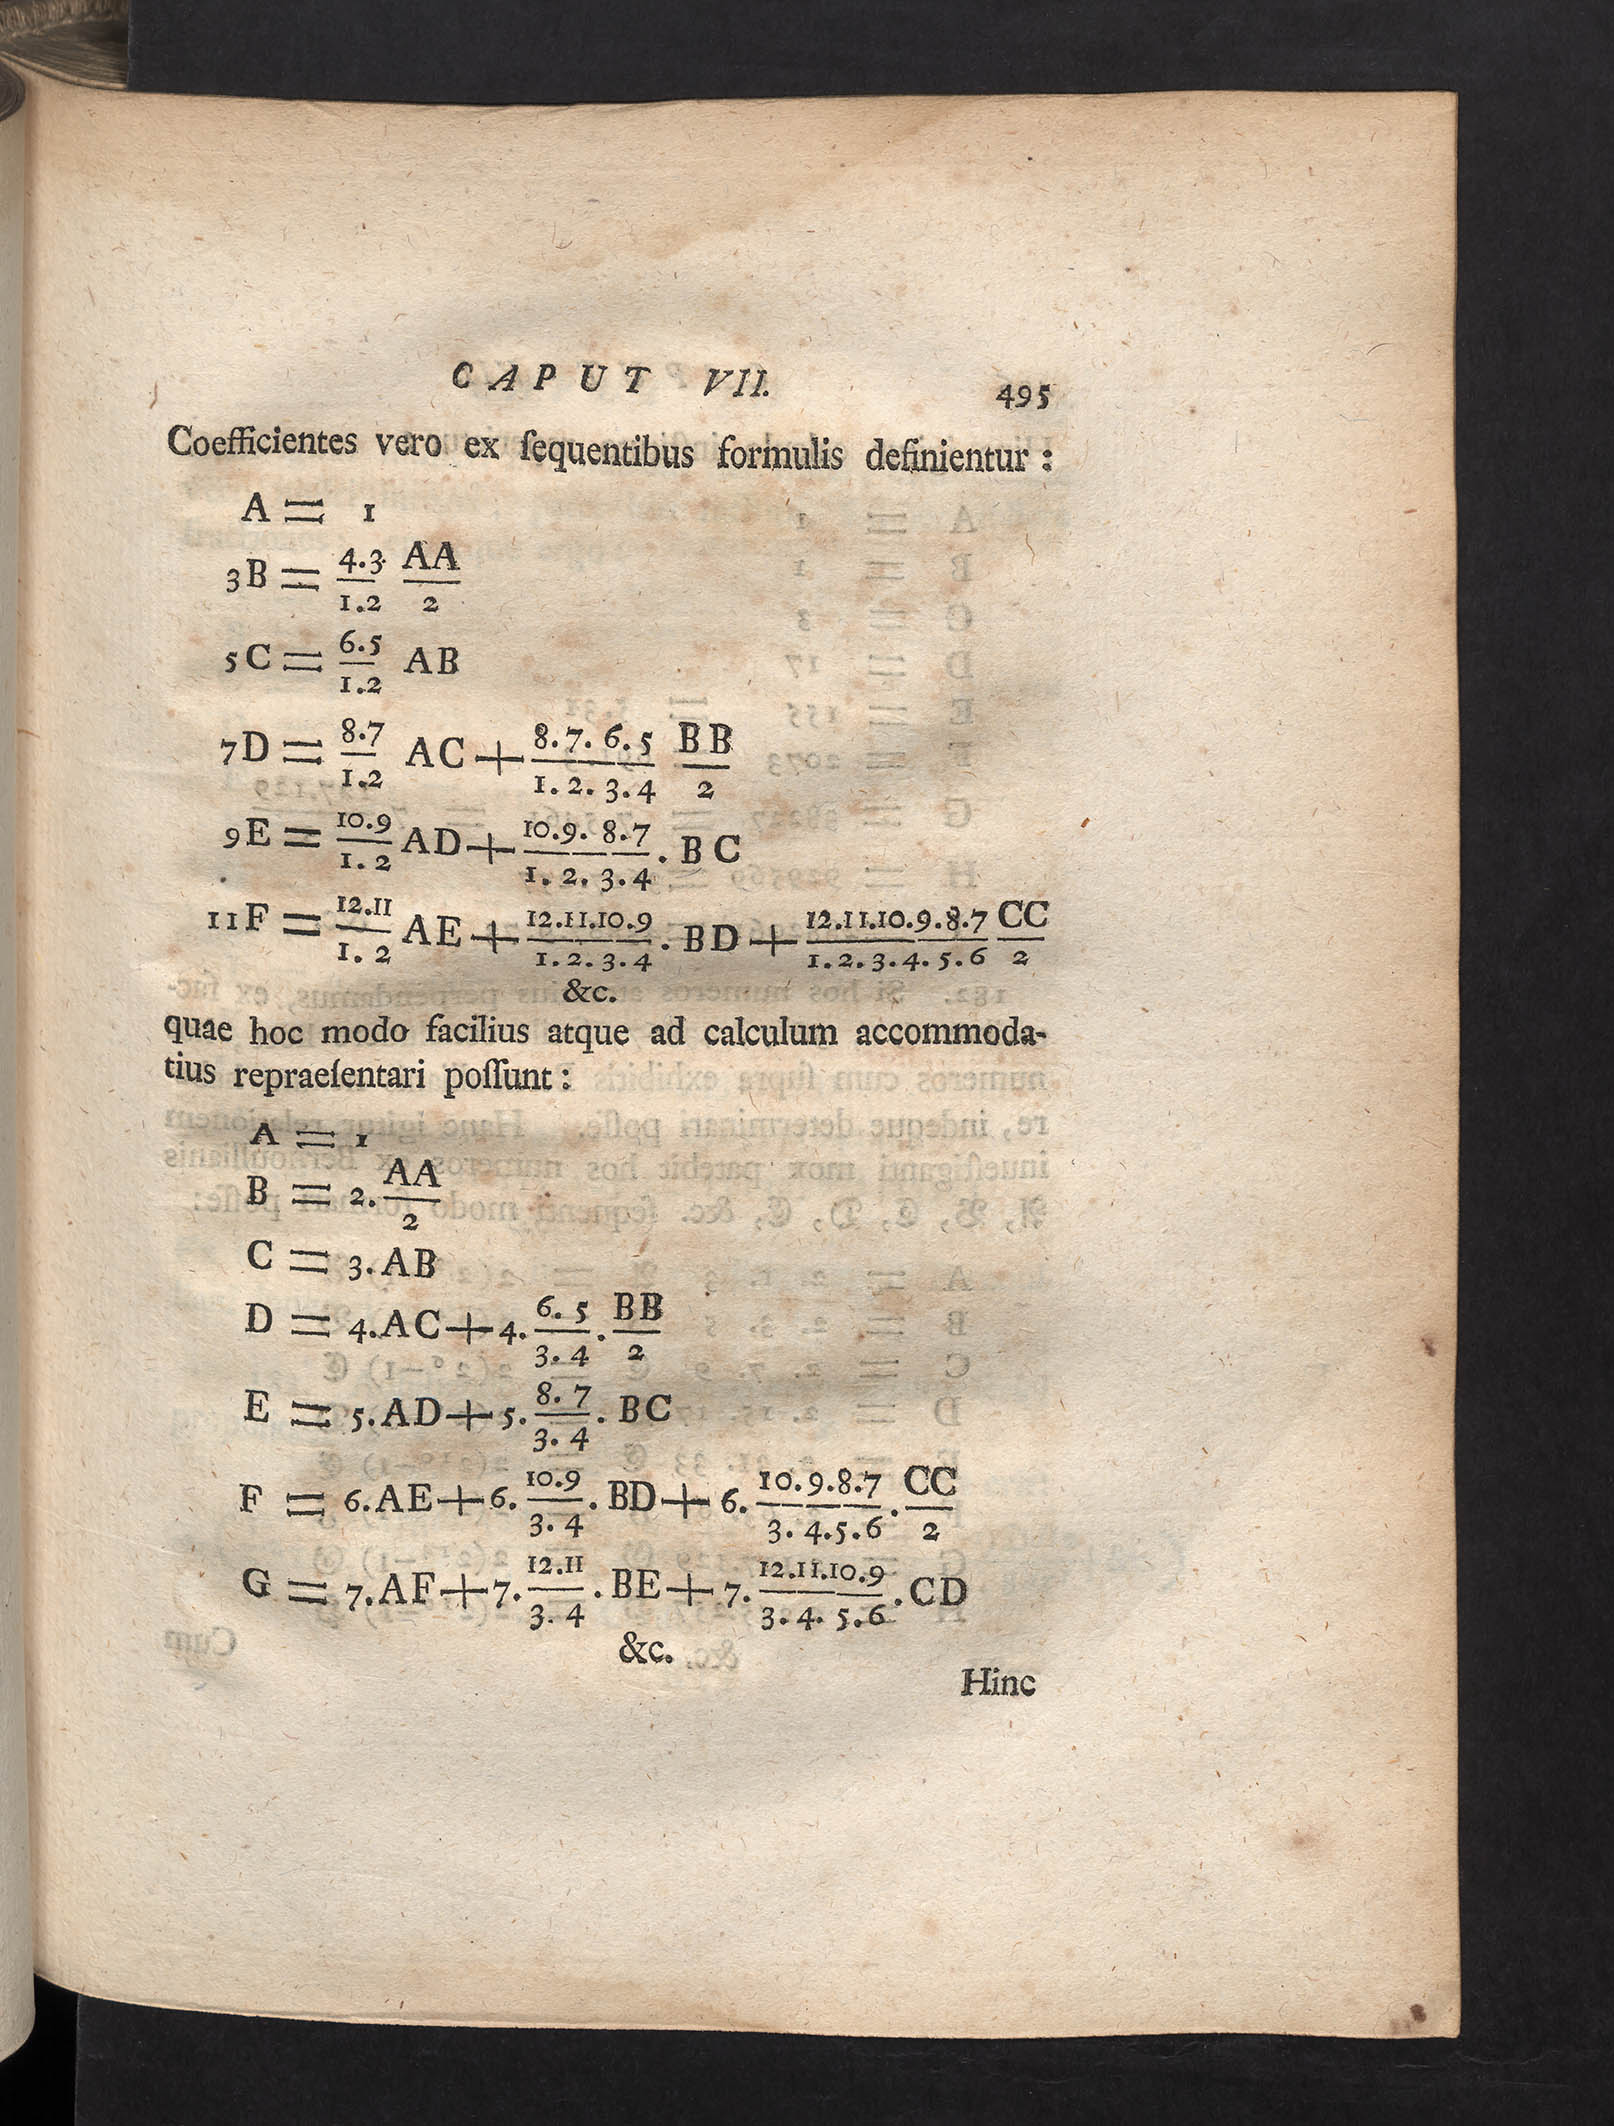 CAPUT VII. 495
Coefficientes vero ex ſequentibus formulis definientur :
A = 1
3B = 4.3/1.2 AA/2
5C = 6.5/1.2 AB
7D = 8.7/1.2 AC + 8.7.6.5/1.2.3.4 BB/2
9E = 10.9/1.2 AD + 10.9.8.7/1.2.3.4 . BC
11F = 12.11/1.2 AE + 12.11.10.9/1.2.3.4 . BD + 12.11.10.9.8.7/1.2.3.4.5.6 CC/2
&c.
quae hoc modo facilius atque ad calculum accommoda-
tius repraeſentari poſſunt :
A = 1
B = 2. AA/2
C = 3. AB
D = 4. AC + 4. 6.5/3.4 . BB/2
E = 5. AD + 5. 8.7/3.4 . BC
F = 6. AE + 6. 10.9/3.4 . BD + 6. 10.9.8.7/3.4.5.6 . CC/2
G = 7. AF + 7. 12.11/3.4 . BE + 7. 12.11.10.9/3.4.5.6 . CD
&c.
Hinc